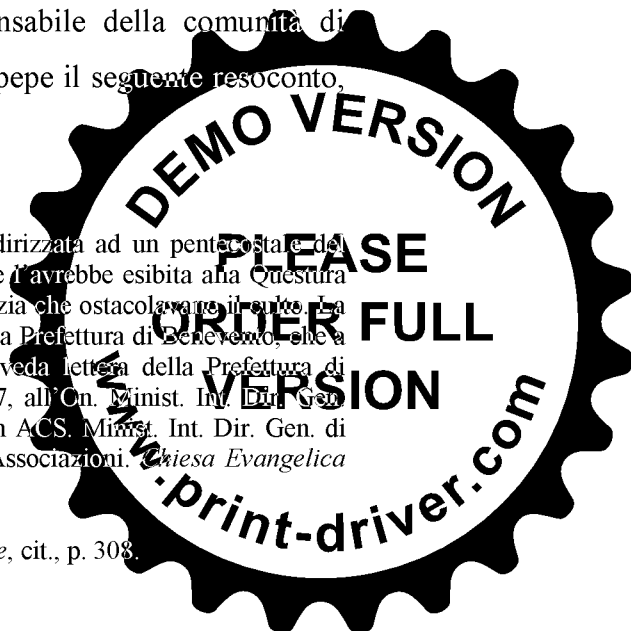 nsabile della comunità di
pepe il seguente resoconto,
dirizzata ad un pentecostale del
e l'avrebbe esibita alla Questura
zia che ostacolavano il culto. La
a Prefettura di Benevento, che a
veda lettera della Prefettura di
7, all'On. Minist. Int. Dir. Gen.
n ACS. Minist. Int. Dir. Gen. di
Associazioni. Chiesa Evangelica
e, cit., p. 308.
DEMO VERSION
PLEASE
ORDER FULL
VERSION
www.print-driver.com